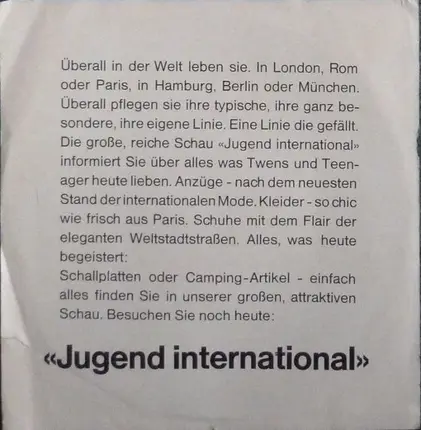 Überall in der Welt leben sie. In London, Rom
oder Paris, in Hamburg, Berlin oder München.
Überall pflegen sie ihre typische, ihre ganz be-
sondere, ihre eigene Linie. Eine Linie die gefällt.
Die große, reiche Schau «Jugend international»
informiert Sie über alles was Twens und Teen-
ager heute lieben. Anzüge - nach dem neuesten
Stand der internationalen Mode. Kleider - so chic
wie frisch aus Paris. Schuhe mit dem Flair der
eleganten Weltstadtstraßen. Alles, was heute
begeistert:
Schallplatten oder Camping-Artikel - einfach
alles finden Sie in unserer großen, attraktiven
Schau. Besuchen Sie noch heute:
«Jugend international»